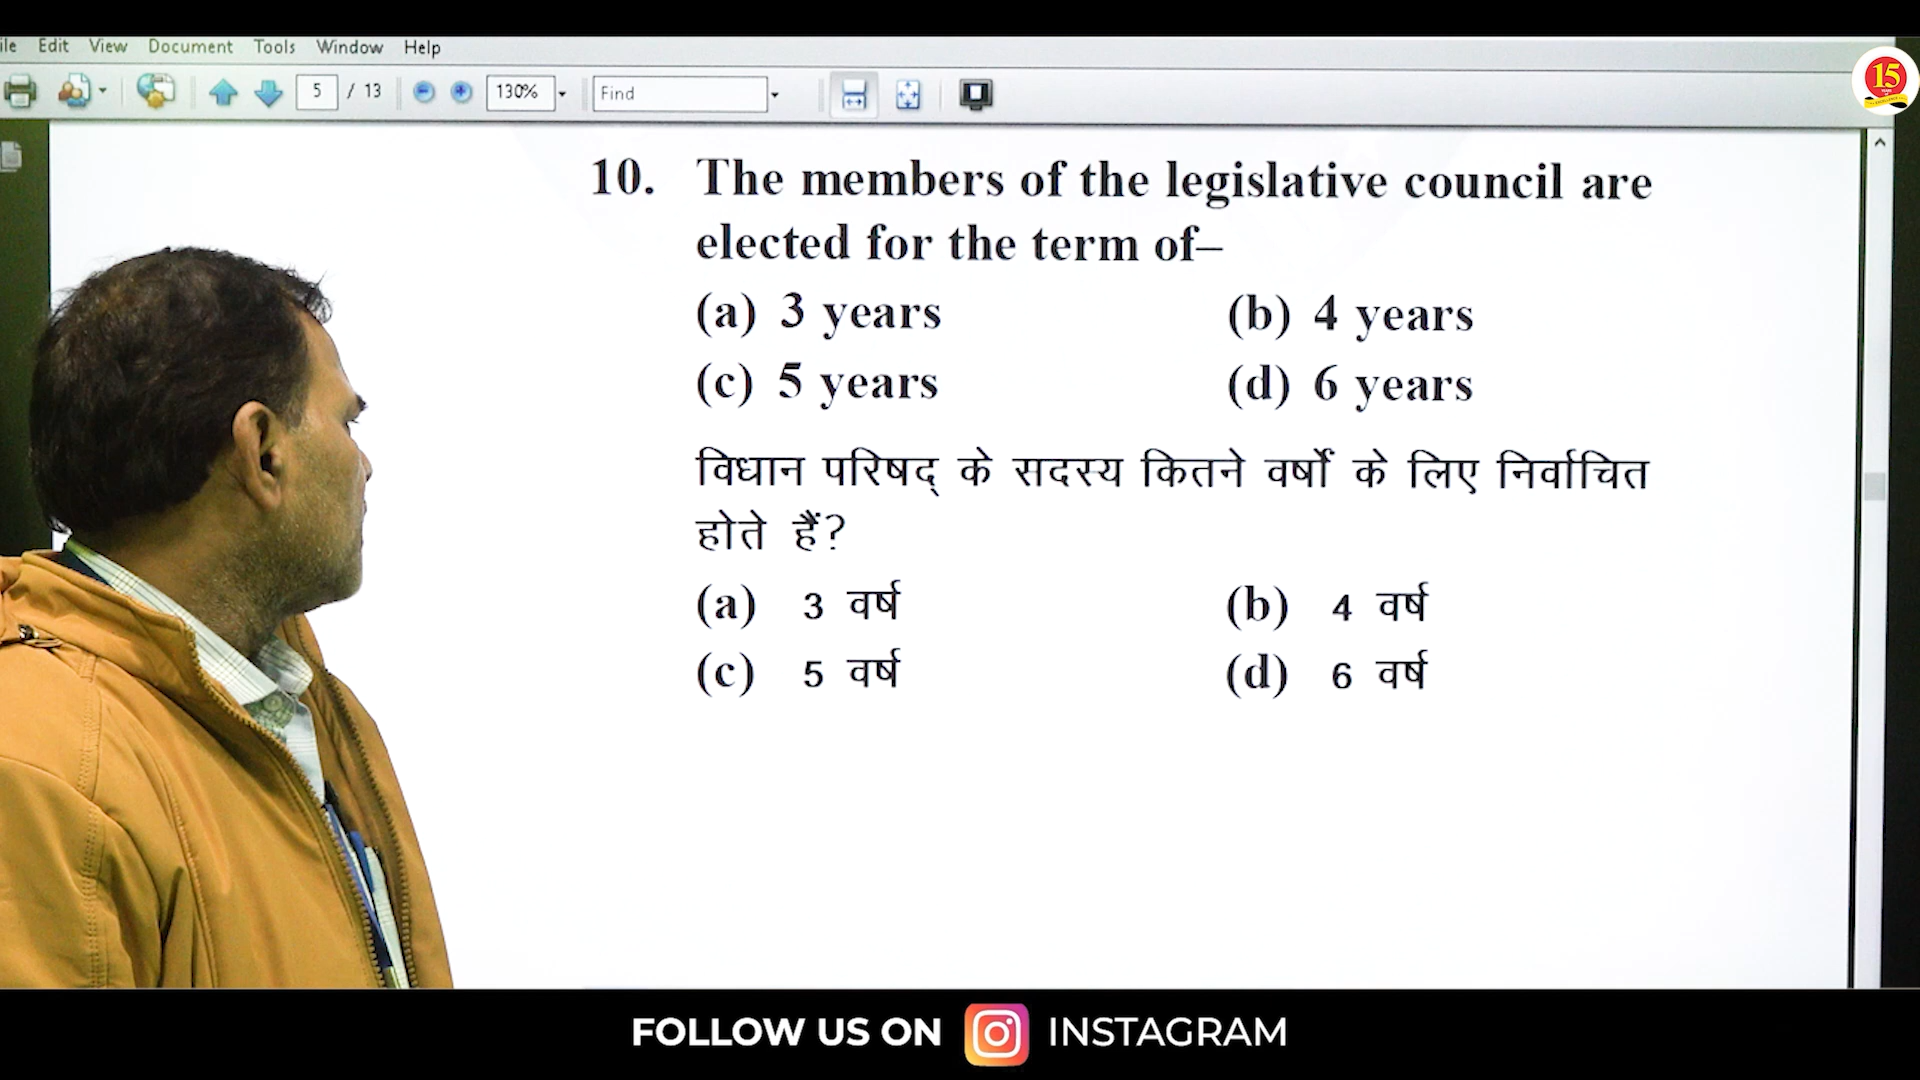 ile Edit View Document Tools Window Help
5 / 13 130% Find
15
10. The members of the legislative council are
elected for the term of–
(a) 3 years (b) 4 years
(c) 5 years (d) 6 years
विधान परिषद् के सदस्य कितने वर्षों के लिए निर्वाचित
होते हैं?
(a) 3 वर्ष (b) 4 वर्ष
(c) 5 वर्ष (d) 6 वर्ष
FOLLOW US ON INSTAGRAM